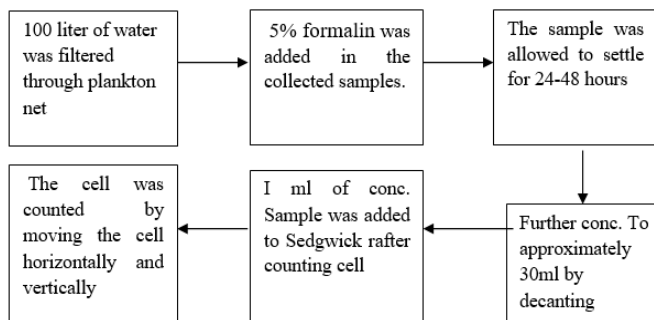 100 liter of water
was filtered
through plankton
net
5% formalin was
added in the
collected samples.
The sample was
allowed to settle
for 24-48 hours
Further conc. To
approximately
30ml by
decanting
I ml of conc.
Sample was added
to Sedgwick rafter
counting cell
The cell was
counted by
moving the cell
horizontally and
vertically